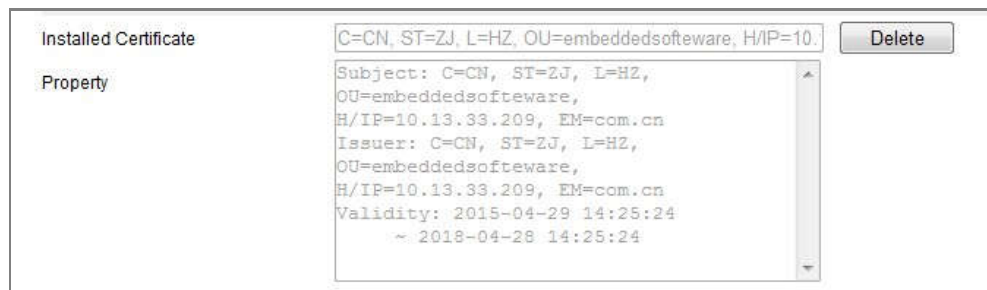 Installed Certificate
C=CN, ST=ZJ, L=HZ, OU=embeddedsofteware, H/IP=10.
Delete
Property
Subject: C=CN, ST=ZJ, L=HZ,
OU=embeddedsofteware,
H/IP=10.13.33.209, EM=com.cn
Issuer: C=CN, ST=ZJ, L=HZ,
OU=embeddedsofteware,
H/IP=10.13.33.209, EM=com.cn
Validity: 2015-04-29 14:25:24
~ 2018-04-28 14:25:24